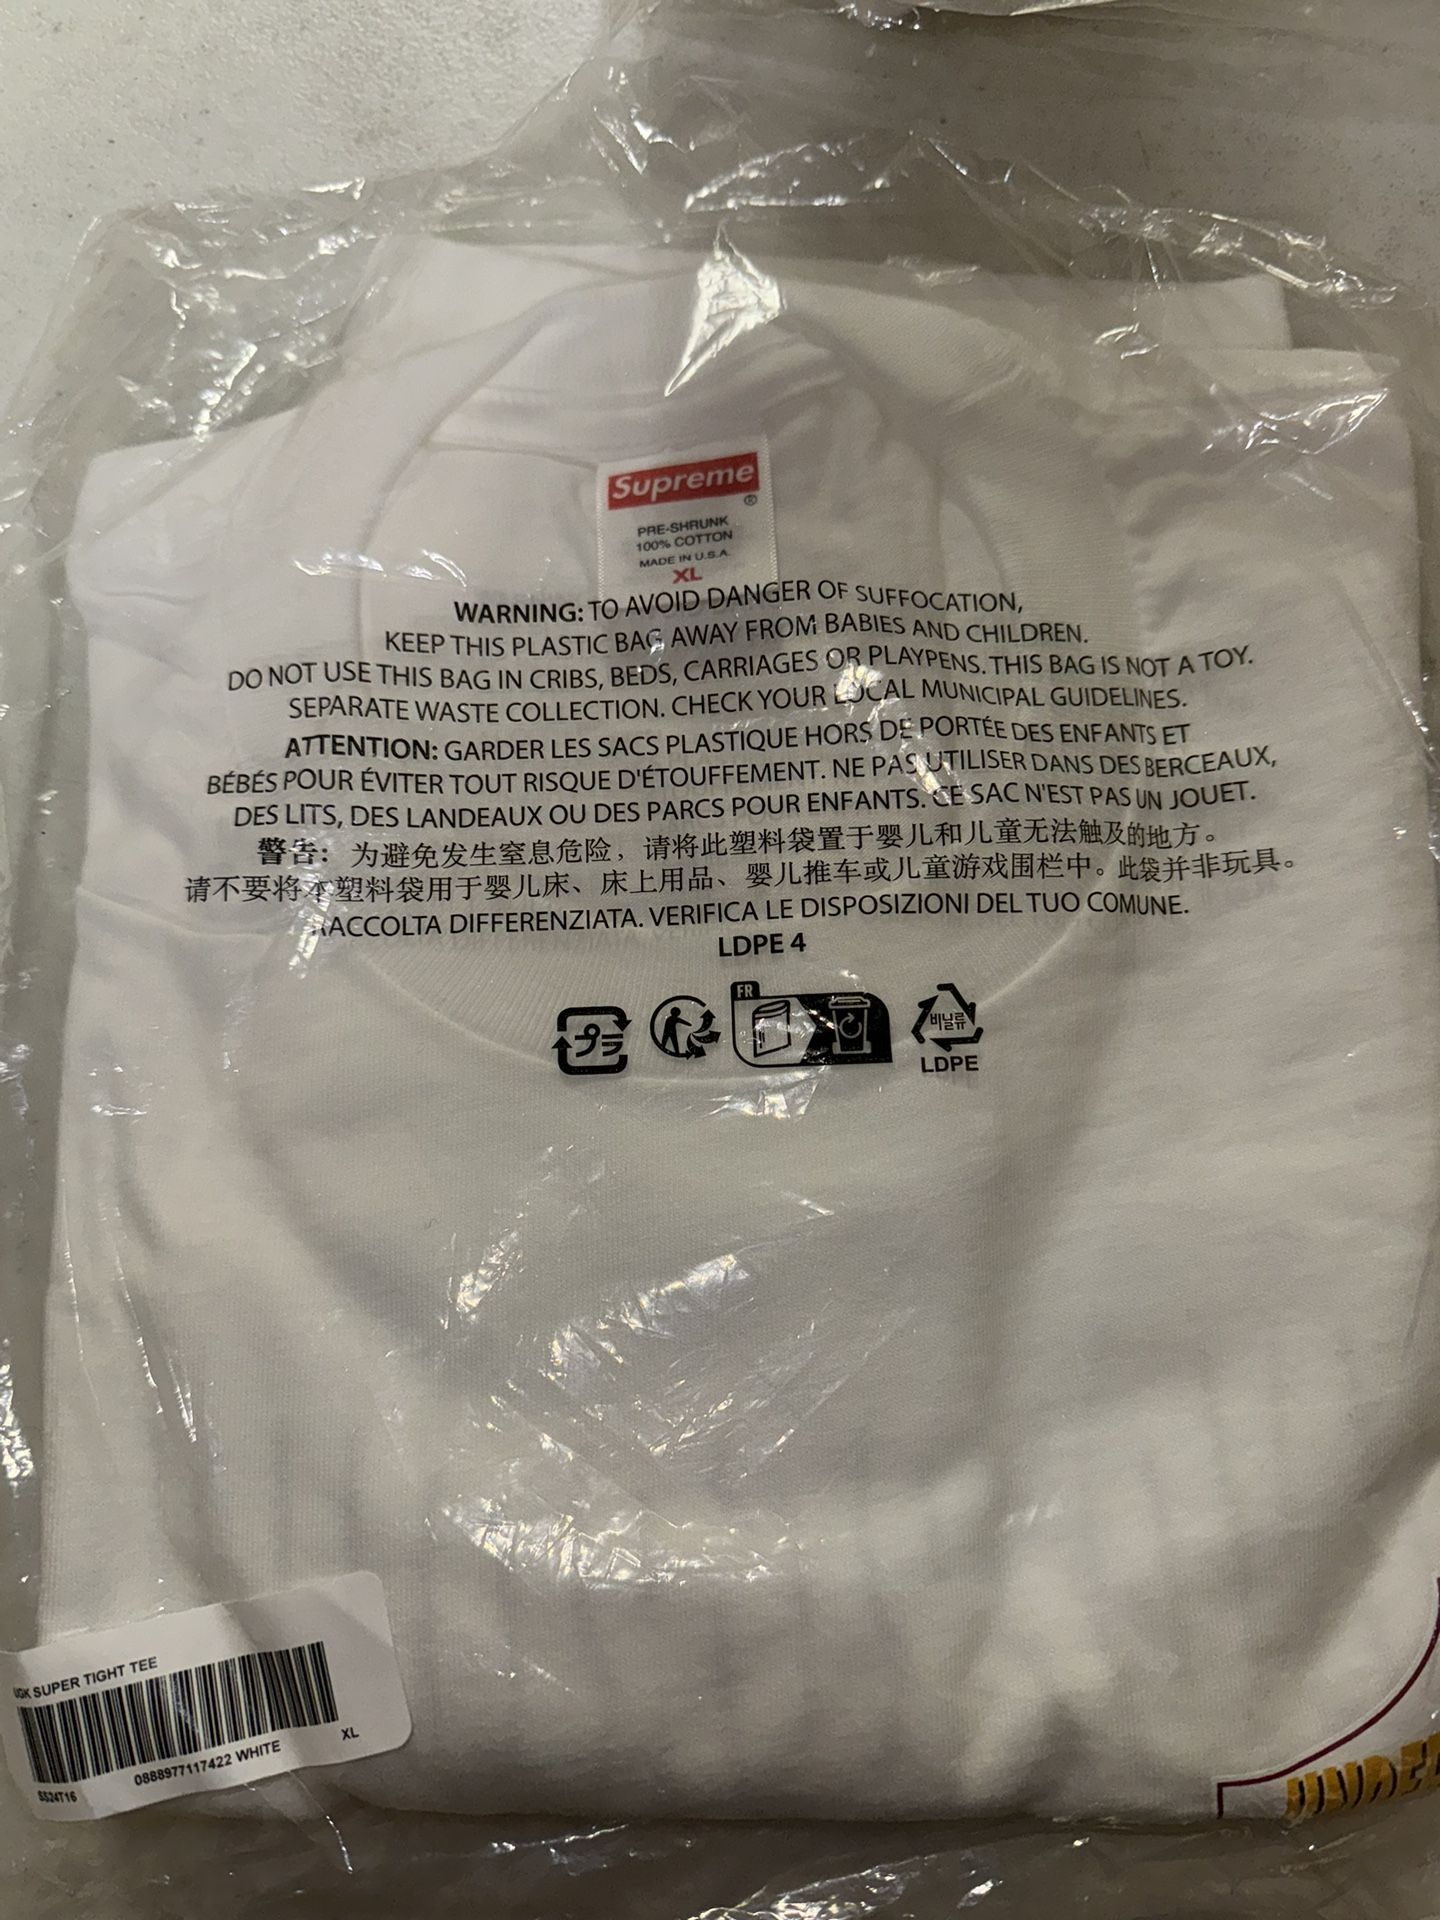 Supreme
®
PRE-SHRUNK
100% COTTON
MADE IN U.S.A.
XL
WARNING: TO AVOID DANGER OF SUFFOCATION,
KEEP THIS PLASTIC BAG AWAY FROM BABIES AND CHILDREN.
DO NOT USE THIS BAG IN CRIBS, BEDS, CARRIAGES OR PLAYPENS. THIS BAG IS NOT A TOY.
SEPARATE WASTE COLLECTION. CHECK YOUR LOCAL MUNICIPAL GUIDELINES.
ATTENTION: GARDER LES SACS PLASTIQUE HORS DE PORTÉE DES ENFANTS ET
BÉBÉS POUR ÉVITER TOUT RISQUE D'ÉTOUFFEMENT. NE PAS UTILISER DANS DES BERCEAUX,
DES LITS, DES LANDEAUX OU DES PARCS POUR ENFANTS. CE SAC N'EST PAS UN JOUET.
警告：为避免发生窒息危险，请将此塑料袋置于婴儿和儿童无法触及的地方。
请不要将本塑料袋用于婴儿床、床上用品、婴儿推车或儿童游戏围栏中。此袋并非玩具。
RACCOLTA DIFFERENZIATA. VERIFICA LE DISPOSIZIONI DEL TUO COMUNE.
LDPE 4
プラ
FR
비닐류
LDPE
UGK SUPER TIGHT TEE
0888977117422 WHITE
XL
SS24T16